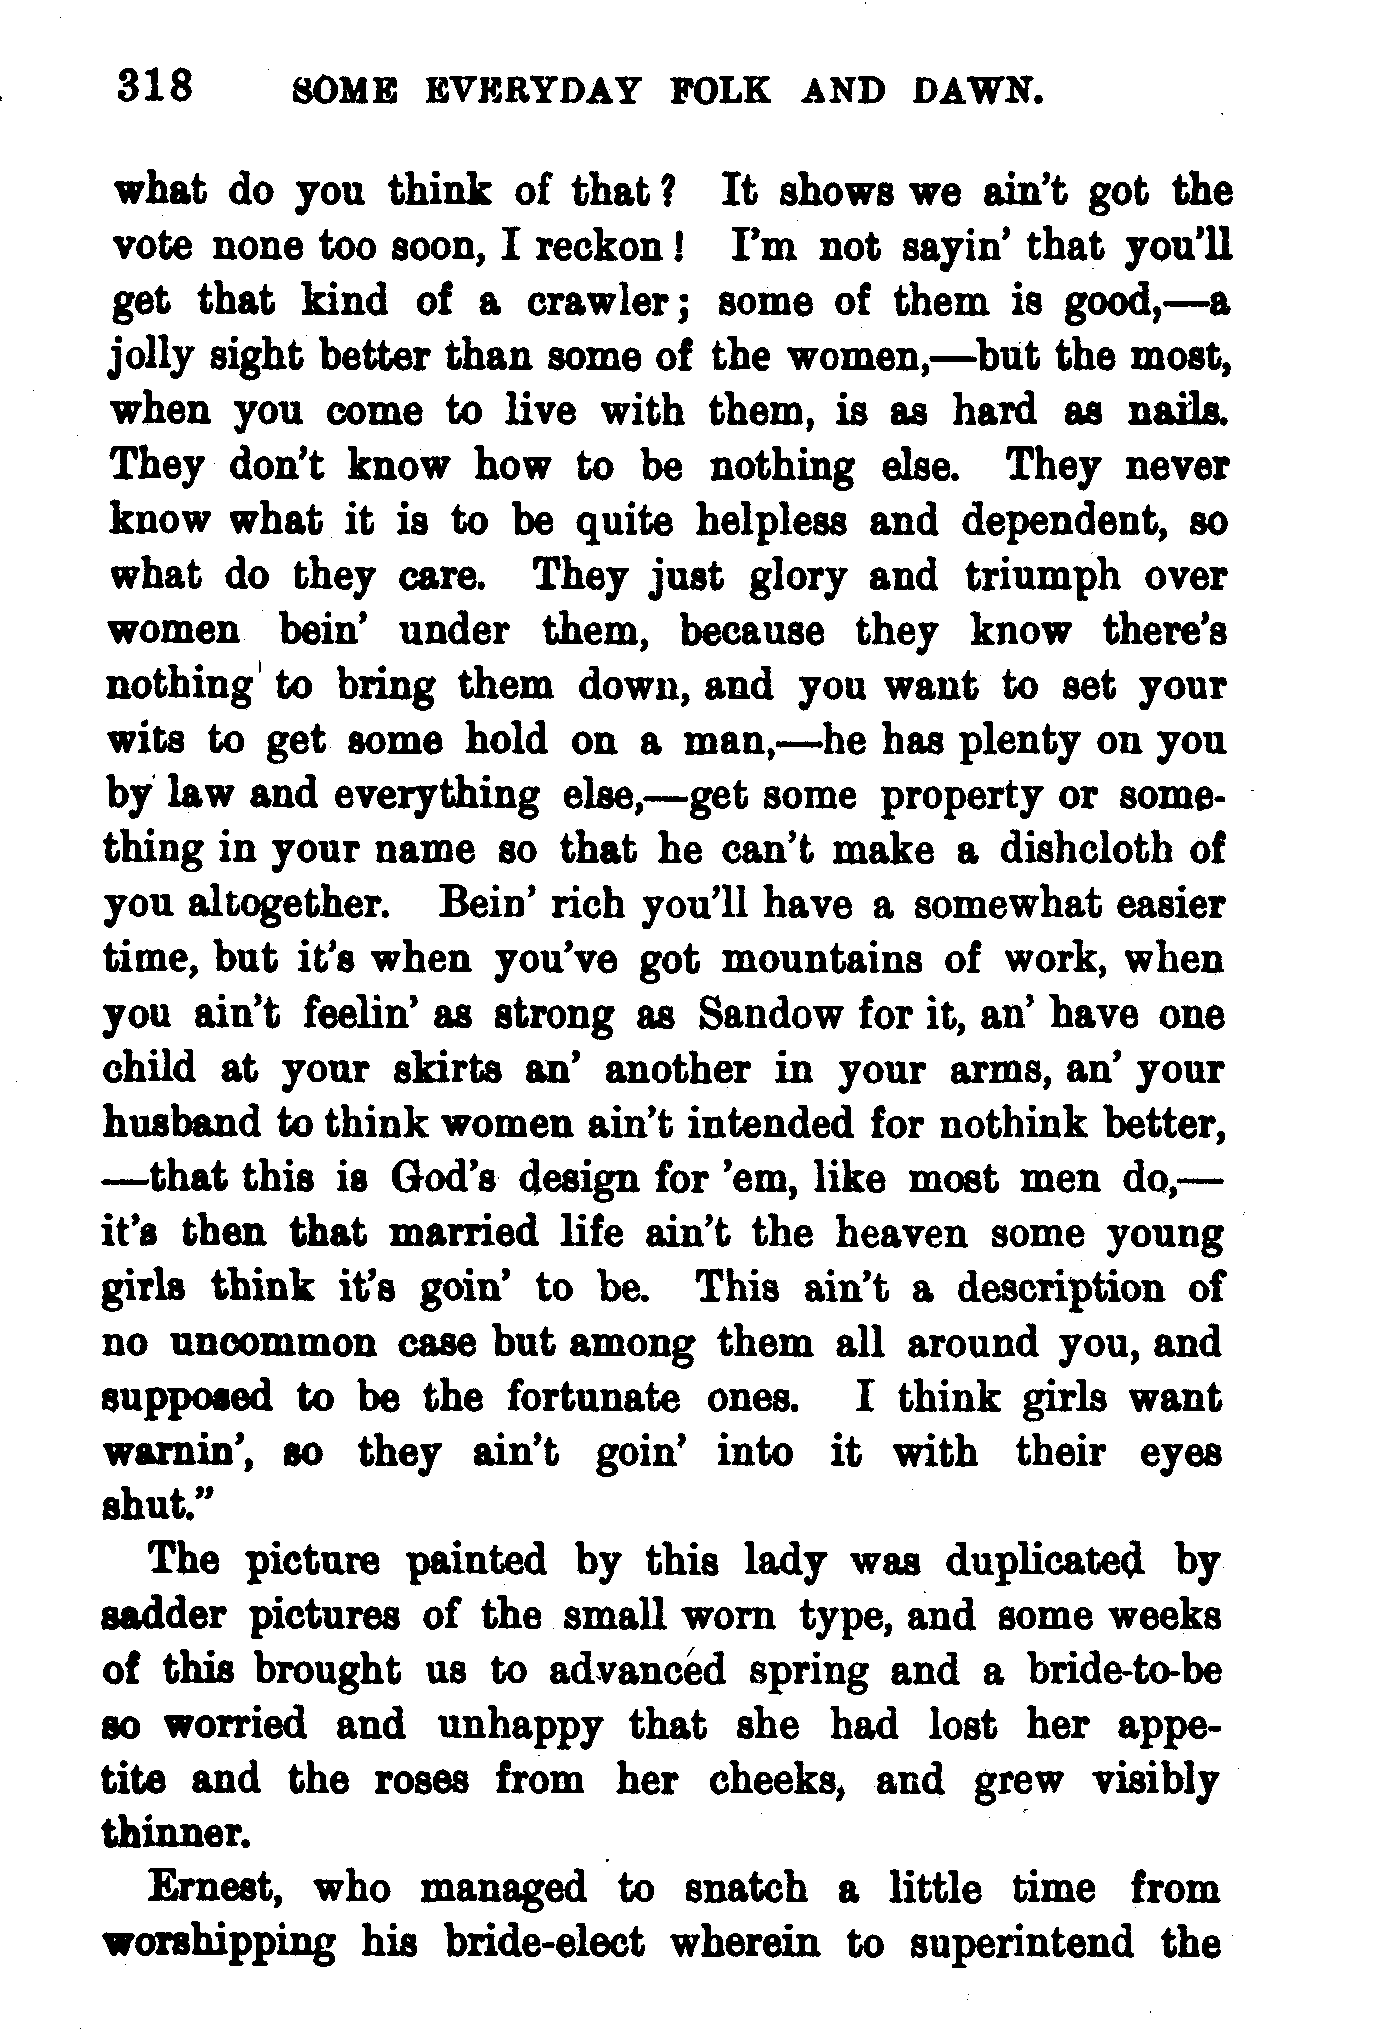 318 SOME EVERYDAY FOLK AND DAWN.
what do you think of that? It shows we ain't got the
vote none too soon, I reckon! I'm not sayin' that you'll
get that kind of a crawler; some of them is good,—a
jolly sight better than some of the women,—but the most,
when you come to live with them, is as hard as nails.
They don't know how to be nothing else. They never
know what it is to be quite helpless and dependent, so
what do they care. They just glory and triumph over
women bein' under them, because they know there's
nothing to bring them down, and you want to set your
wits to get some hold on a man,—he has plenty on you
by law and everything else,—get some property or some-
thing in your name so that he can't make a dishcloth of
you altogether. Bein' rich you'll have a somewhat easier
time, but it's when you've got mountains of work, when
you ain't feelin' as strong as Sandow for it, an' have one
child at your skirts an' another in your arms, an' your
husband to think women ain't intended for nothink better,
—that this is God's design for 'em, like most men do,—
it's then that married life ain't the heaven some young
girls think it's goin' to be. This ain't a description of
no uncommon case but among them all around you, and
supposed to be the fortunate ones. I think girls want
warnin', so they ain't goin' into it with their eyes
shut."
The picture painted by this lady was duplicated by
sadder pictures of the small worn type, and some weeks
of this brought us to advanced spring and a bride-to-be
so worried and unhappy that she had lost her appe-
tite and the roses from her cheeks, and grew visibly
thinner.
Ernest, who managed to snatch a little time from
worshipping his bride-elect wherein to superintend the